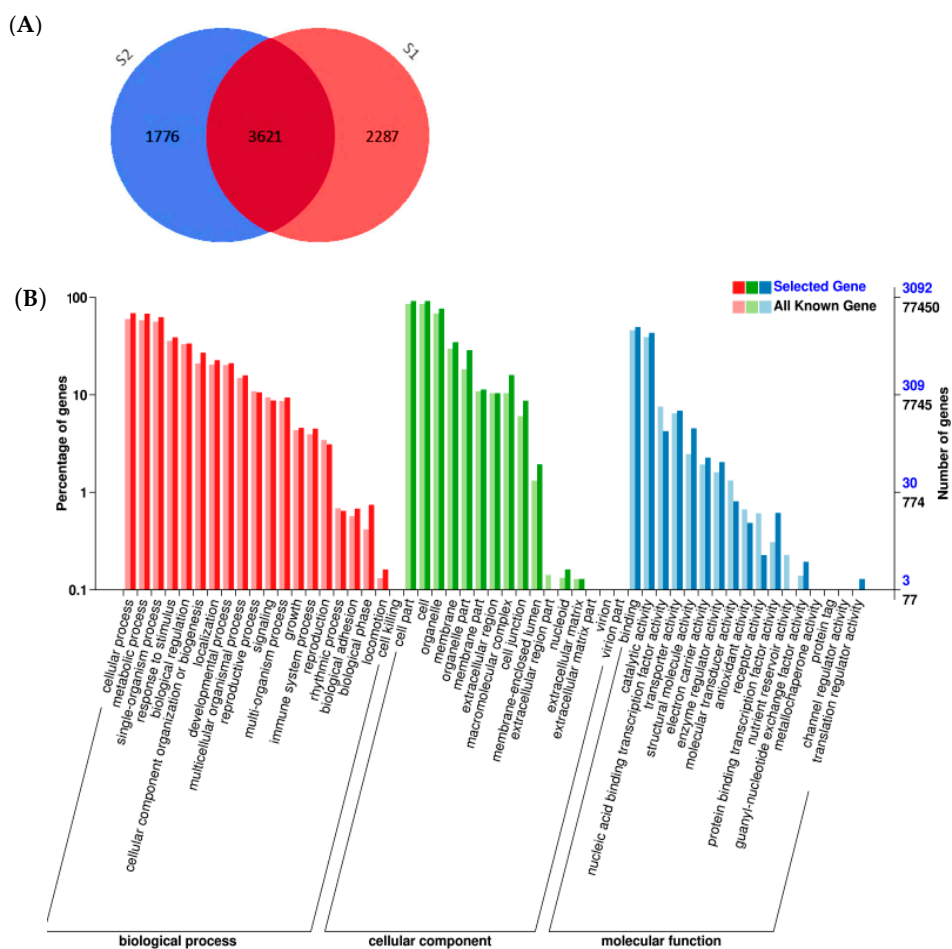 (A)
S2
S1
1776
3621
2287
(B)
Selected Gene
All Known Gene
Percentage of genes
100
10
1
0.1
3092
77450
309
7745
30
774
3
77
Number of genes
cellular process
metabolic process
single-organism process
response to stimulus
biological regulation
cellular component organization or biogenesis
localization
developmental process
multicellular organismal process
reproductive process
signaling
multi-organism process
growth
immune system process
reproduction
rhythmic process
biological adhesion
biological phase
locomotion
cell killing
cell part
cell
organelle
membrane
organelle part
membrane part
extracellular region
macromolecular complex
cell junction
membrane-enclosed lumen
extracellular region part
nucleoid
extracellular matrix
extracellular matrix part
virion
virion part
binding
catalytic activity
nucleic acid binding transcription factor activity
transporter activity
structural molecule activity
electron carrier activity
enzyme regulator activity
molecular transducer activity
antioxidant activity
receptor activity
protein binding transcription factor activity
nutrient reservoir activity
guanyl-nucleotide exchange factor activity
metallochaperone activity
protein tag
channel regulator activity
translation regulator activity
biological process
cellular component
molecular function